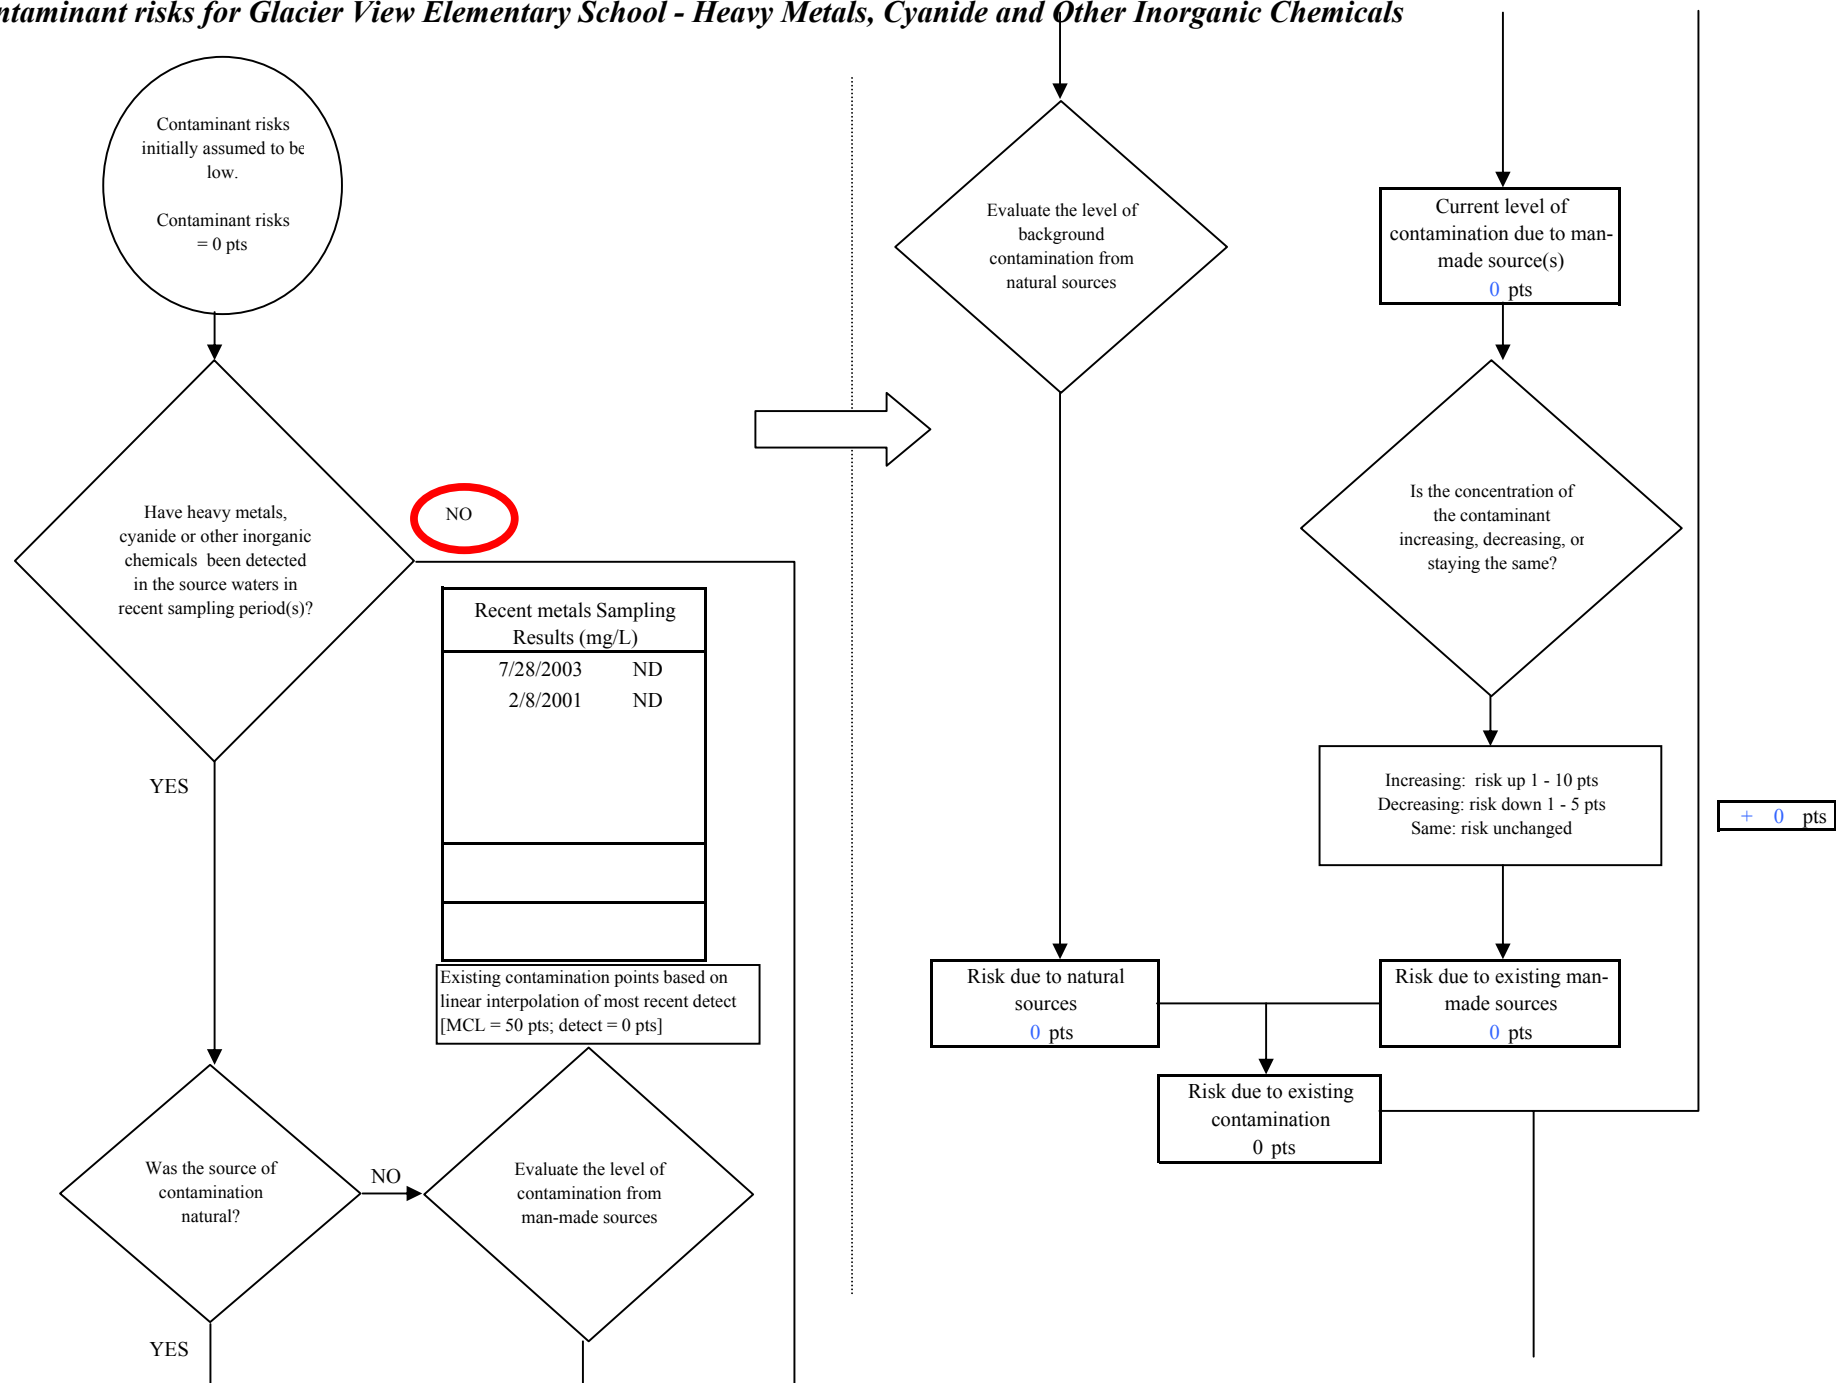 ntaminant risks for Glacier View Elementary School - Heavy Metals, Cyanide and Other Inorganic Chemicals
Contaminant risks
initially assumed to be
low.
Contaminant risks
= 0 pts
Have heavy metals,
cyanide or other inorganic
chemicals been detected
in the source waters in
recent sampling period(s)?
NO
YES
Recent metals Sampling
Results (mg/L)
7/28/2003 ND
2/8/2001 ND
Existing contamination points based on
linear interpolation of most recent detect
[MCL = 50 pts; detect = 0 pts]
Was the source of
contamination
natural?
NO
YES
Evaluate the level of
contamination from
man-made sources
Evaluate the level of
background
contamination from
natural sources
Current level of
contamination due to man-
made source(s)
0 pts
Is the concentration of
the contaminant
increasing, decreasing, or
staying the same?
Increasing: risk up 1 - 10 pts
Decreasing: risk down 1 - 5 pts
Same: risk unchanged
+ 0 pts
Risk due to natural
sources
0 pts
Risk due to existing man-
made sources
0 pts
Risk due to existing
contamination
0 pts